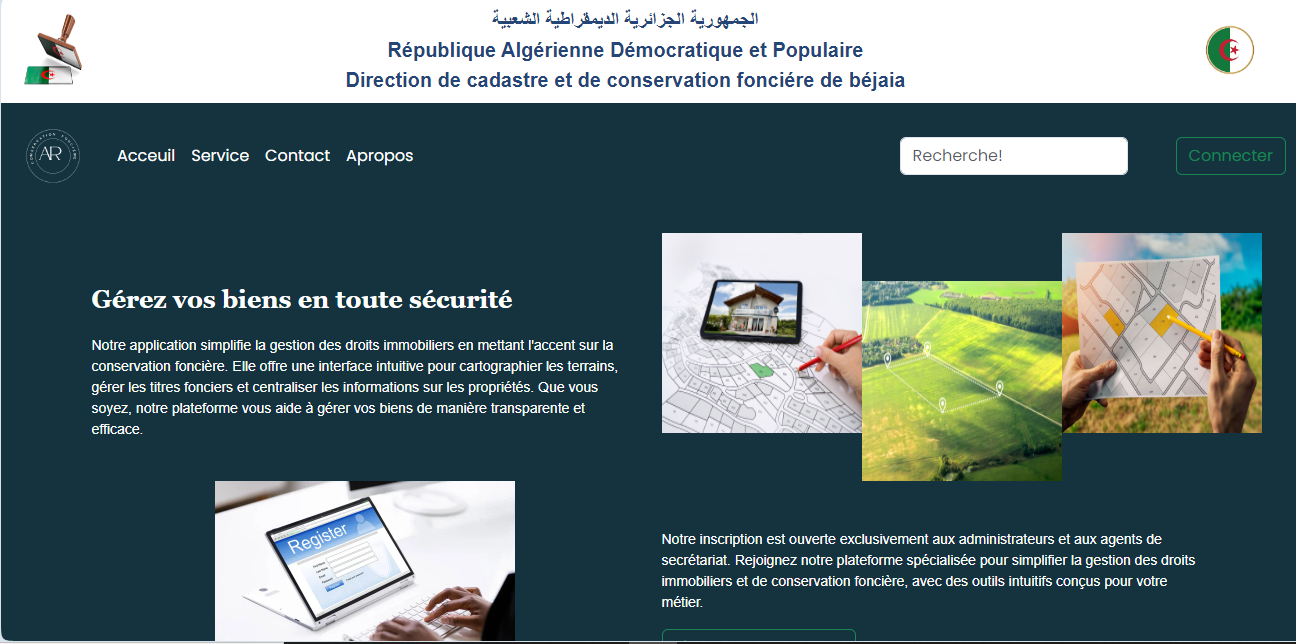 الجمهورية الجزائرية الديمقراطية الشعبية
République Algérienne Démocratique et Populaire
Direction de cadastre et de conservation fonciére de béjaia
CONSERVATION FONCIÈRE
AR
Acceuil Service Contact Apropos
Recherche!
Connecter
Gérez vos biens en toute sécurité
Notre application simplifie la gestion des droits immobiliers en mettant l'accent sur la
conservation foncière. Elle offre une interface intuitive pour cartographier les terrains,
gérer les titres fonciers et centraliser les informations sur les propriétés. Que vous
soyez, notre plateforme vous aide à gérer vos biens de manière transparente et
efficace.
Register
Notre inscription est ouverte exclusivement aux administrateurs et aux agents de
secrétariat. Rejoignez notre plateforme spécialisée pour simplifier la gestion des droits
immobiliers et de conservation foncière, avec des outils intuitifs conçus pour votre
métier.